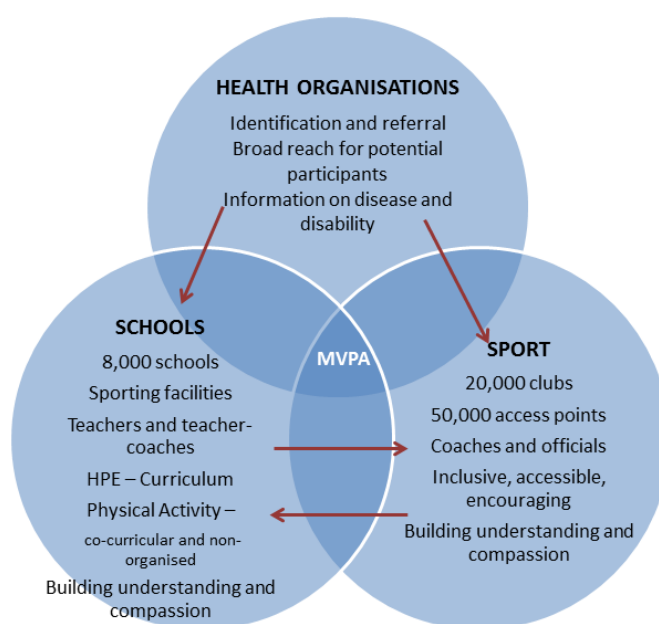 HEALTH ORGANISATIONS
Identification and referral
Broad reach for potential
participants
Information on disease and
disability
SCHOOLS
8,000 schools
Sporting facilities
Teachers and teacher-
coaches
HPE – Curriculum
Physical Activity –
co-curricular and non-
organised
Building understanding and
compassion
MVPA
SPORT
20,000 clubs
50,000 access points
Coaches and officials
Inclusive, accessible,
encouraging
Building understanding and
compassion